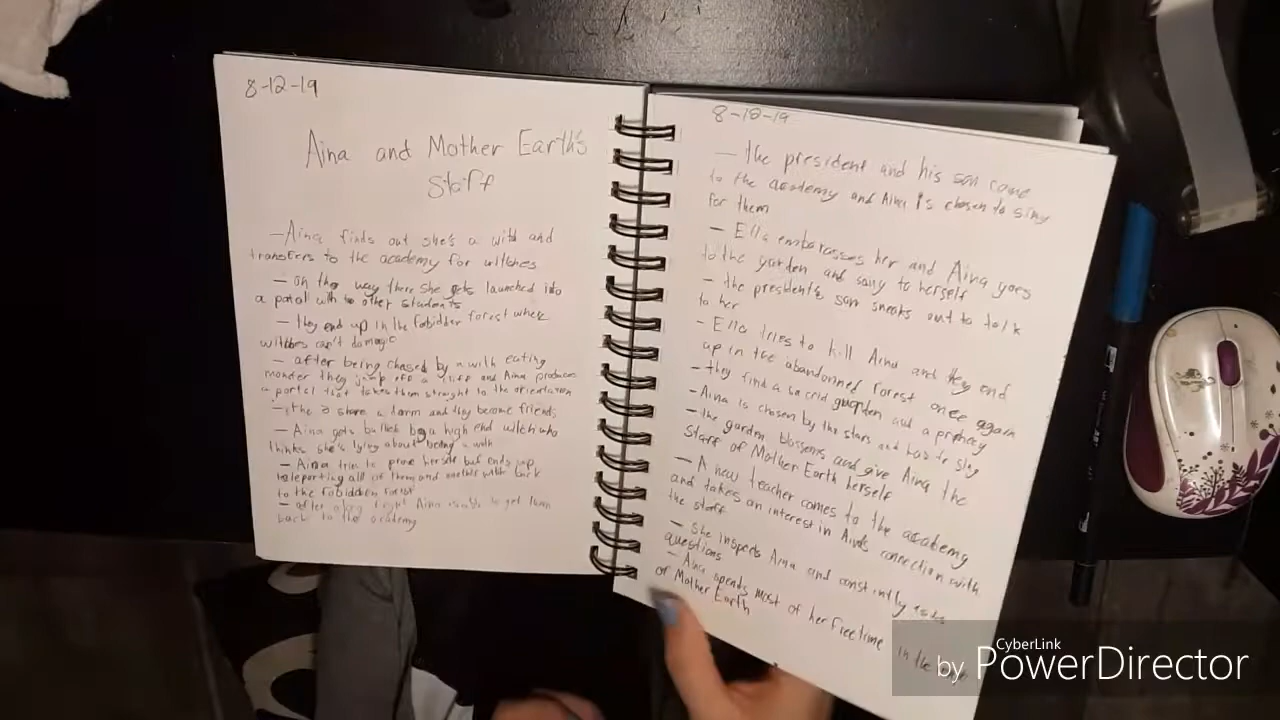 8-12-19
Aina and Mother Earth's
Staff
- Aina finds out she's a witch and
transfers to the academy for witches
- on the way there she gets launched into
a portal with other students
- they end up in the forbidden forest where
witches can't do magic
- after being chased by a witch eating
monster they jump off a cliff and Aina produces
a portal that takes them straight to the orientation
- the 3 share a dorm and they become friends
- Aina gets bullied by a high end witch who
thinks she's lying about being a witch
- Aina tries to prove herself but ends up
teleporting all of them and another witch back
to the forbidden forest
- after Aina is able to get them
back to the academy
8-12-19
- the president and his son come
to the academy and Aina is chosen to sing
for them
- Ella embarasses her and Aina goes
to the garden and sang to herself
- the president's son sneaks out to talk
to her
- Ella tries to kill Aina and they end
up in the abandonned forest once again
- they find a sacrid garden and a prophecy
- Aina is chosen by the stars and has to
- the garden blossoms and give Aina the
Staff of Mother Earth herself
- A new teacher comes to the academy
and takes an interest in Aina's connection with
the staff
- She inspects Aina and constantly asks
questions
- Aina spends most of her free time in the
of Mother Earth
CyberLink
by PowerDirector